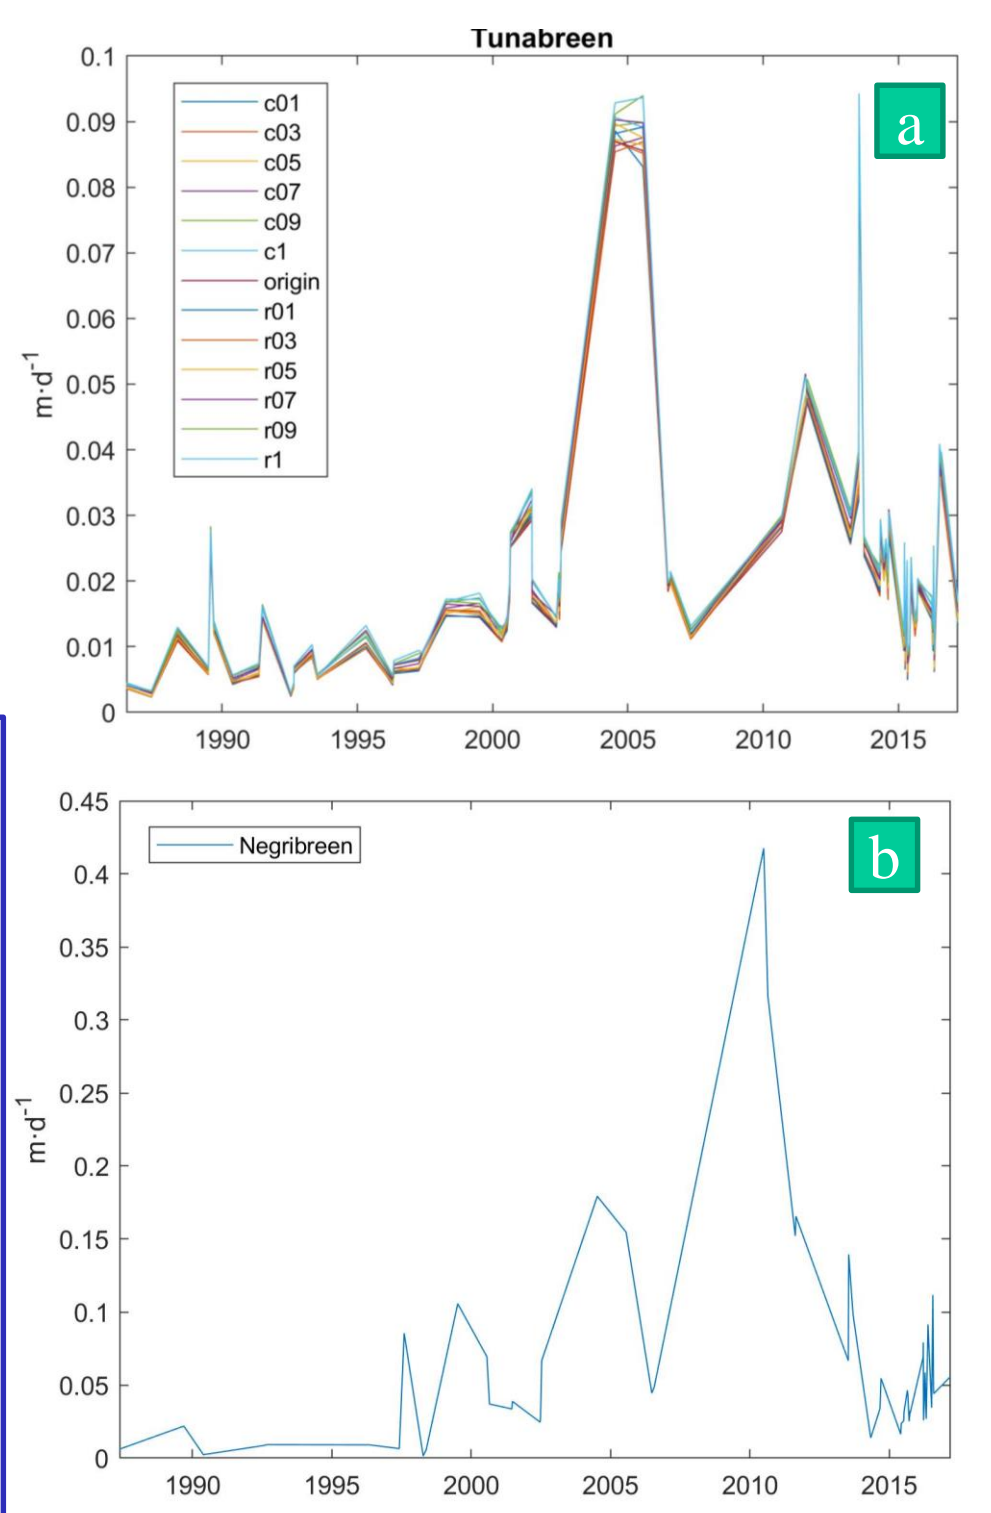 Tunabreen
a
0.1
0.09
0.08
0.07
0.06
0.05
0.04
0.03
0.02
0.01
0
m·d⁻¹
c01
c03
c05
c07
c09
c1
origin
r01
r03
r05
r07
r09
r1
1990 1995 2000 2005 2010 2015
b
0.45
0.4
0.35
0.3
0.25
0.2
0.15
0.1
0.05
0
m·d⁻¹
Negribreen
1990 1995 2000 2005 2010 2015